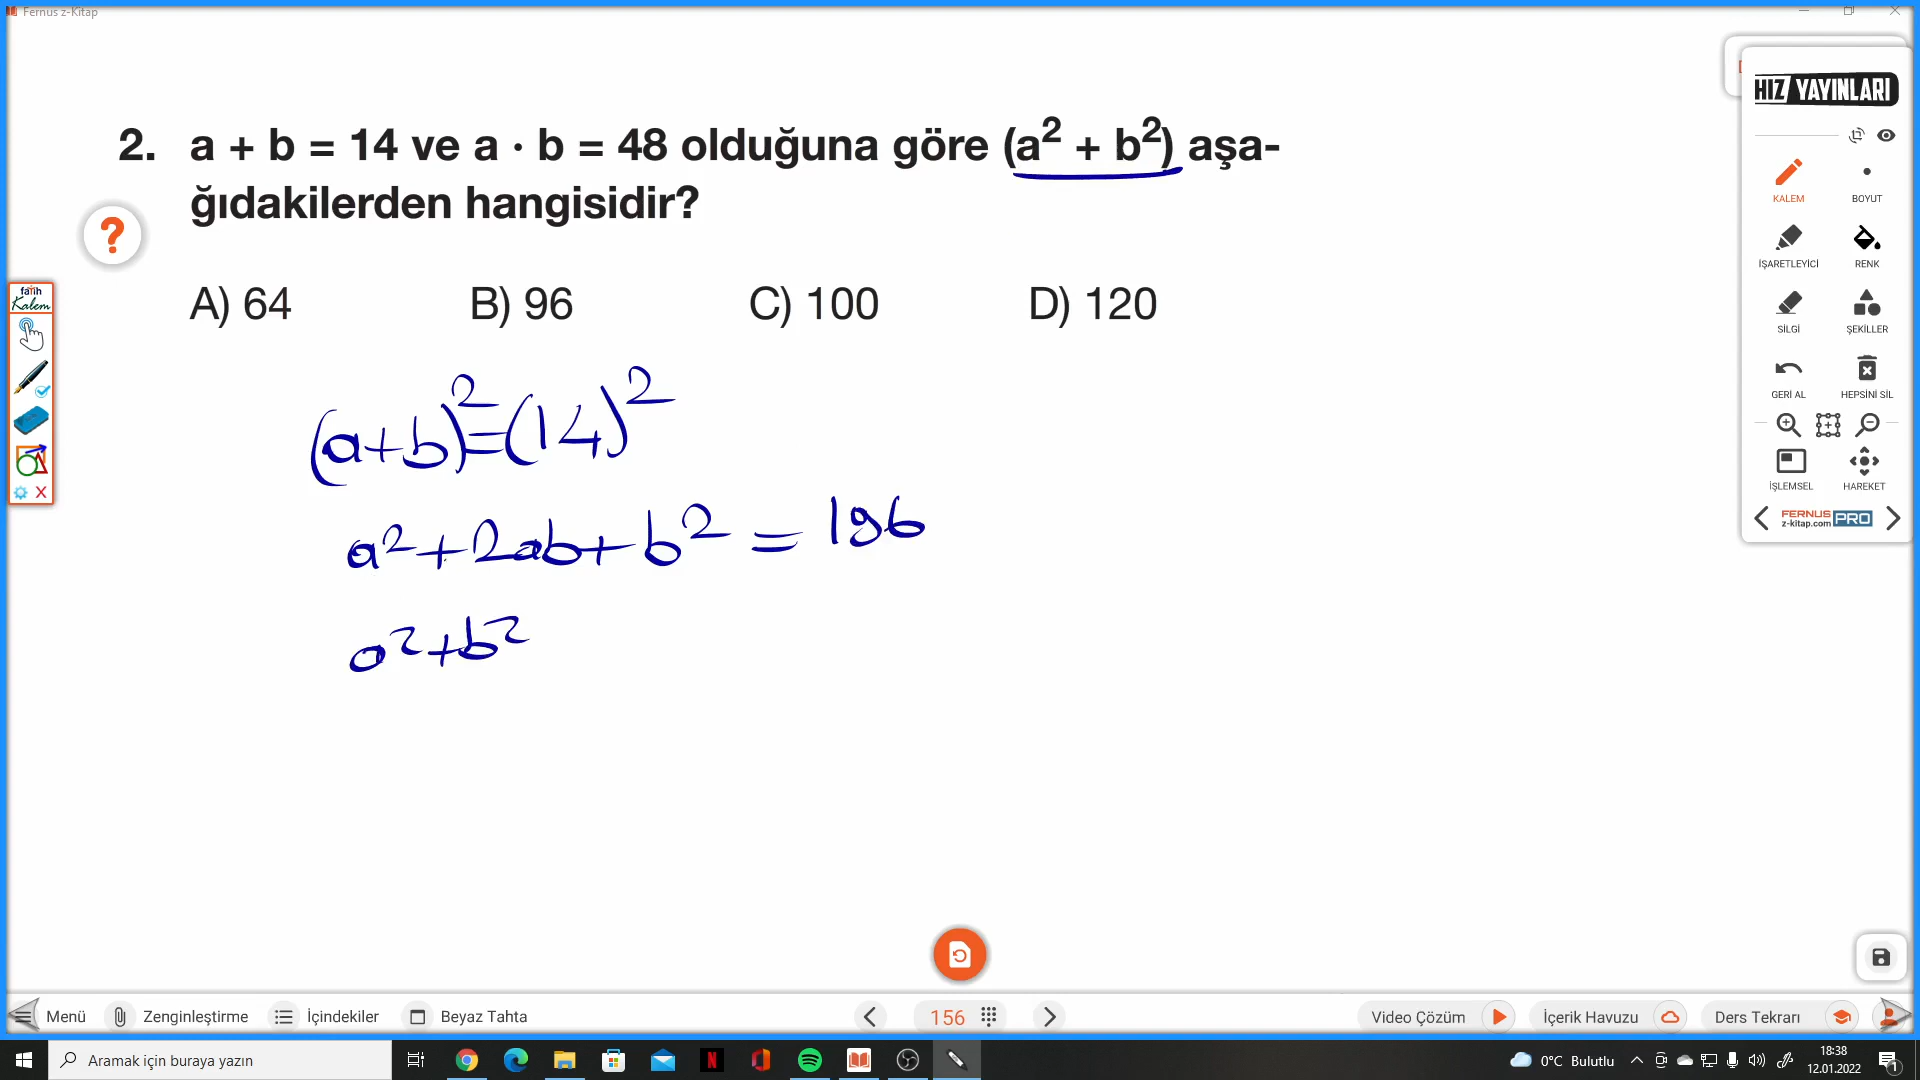 Fernus z-Kitap
HIZ YAYINLARI
2. a + b = 14 ve a · b = 48 olduğuna göre (a² + b²) aşa-
ğıdakilerden hangisidir?
?
A) 64 B) 96 C) 100 D) 120
(a+b)²=(14)²
a²+2ab+b² = 196
a²+b²
fatih
Kalem
KALEM BOYUT
İŞARETLEYİCİ RENK
SİLGİ ŞEKİLLER
GERİ AL HEPSİNİ SİL
İŞLEMSEL HAREKET
FERNUS
z-kitap.com PRO
Menü Zenginleştirme İçindekiler Beyaz Tahta 156 Video Çözüm İçerik Havuzu Ders Tekrarı
Aramak için buraya yazın 0°C Bulutlu 18:38
12.01.2022 1